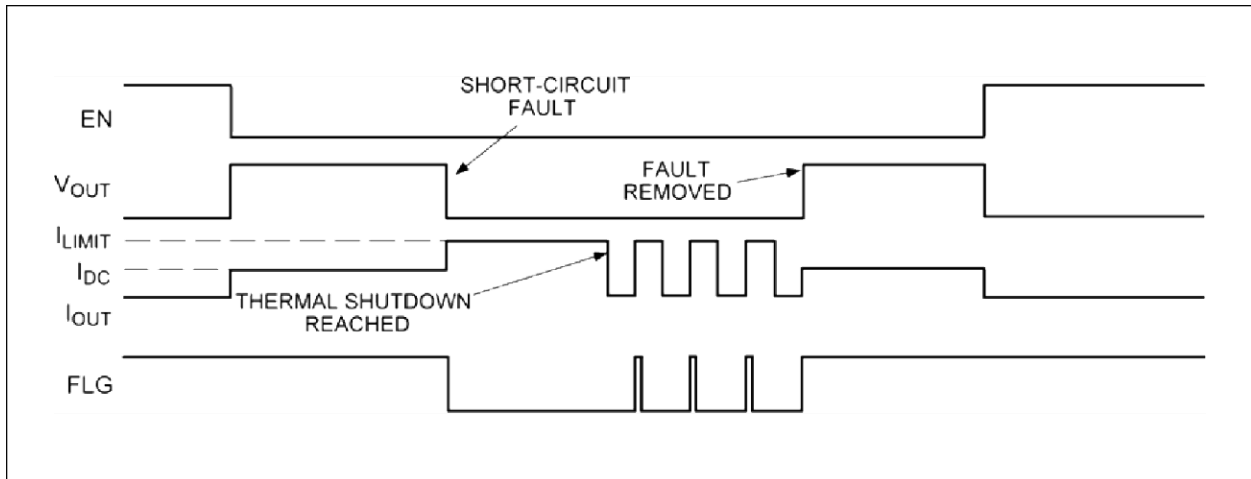 EN
SHORT-CIRCUIT
FAULT
VOUT
FAULT
REMOVED
ILIMIT
IDC
THERMAL SHUTDOWN
REACHED
IOUT
FLG